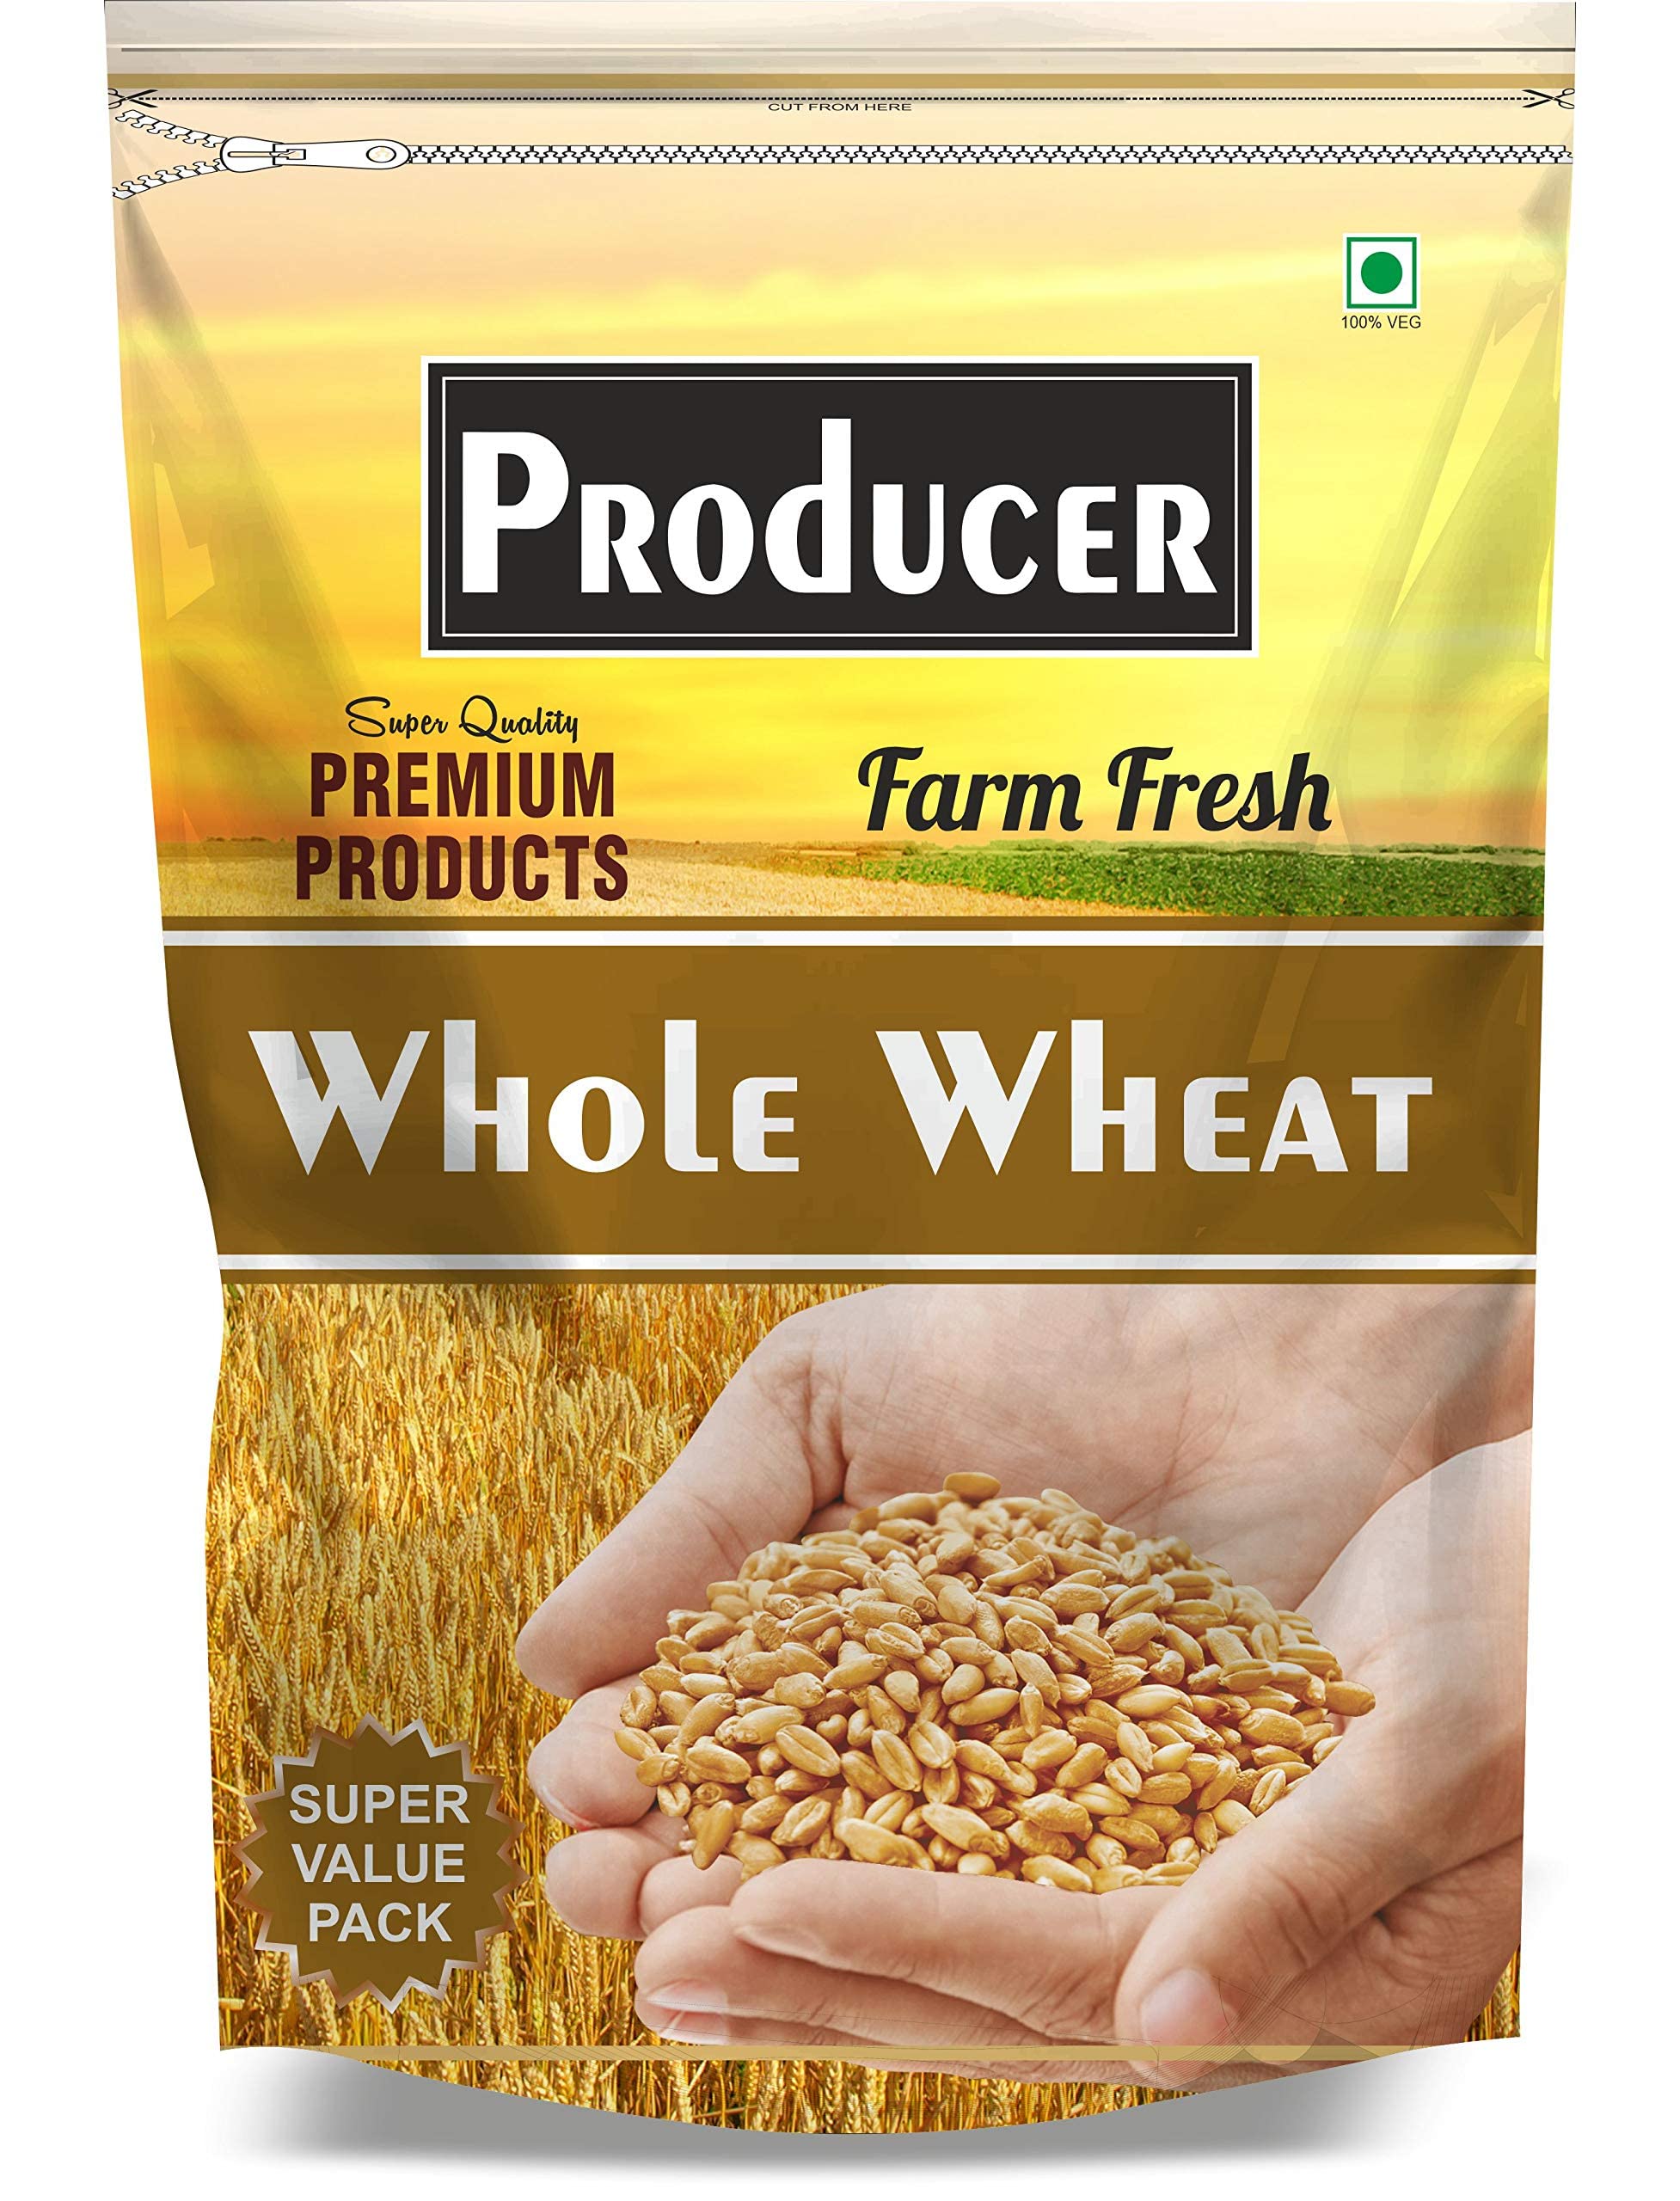 CUT FROM HERE
100% VEG
PRODUCER
Super Quality
PREMIUM
PRODUCTS
Farm Fresh
WHOLE WHEAT
SUPER
VALUE
PACK